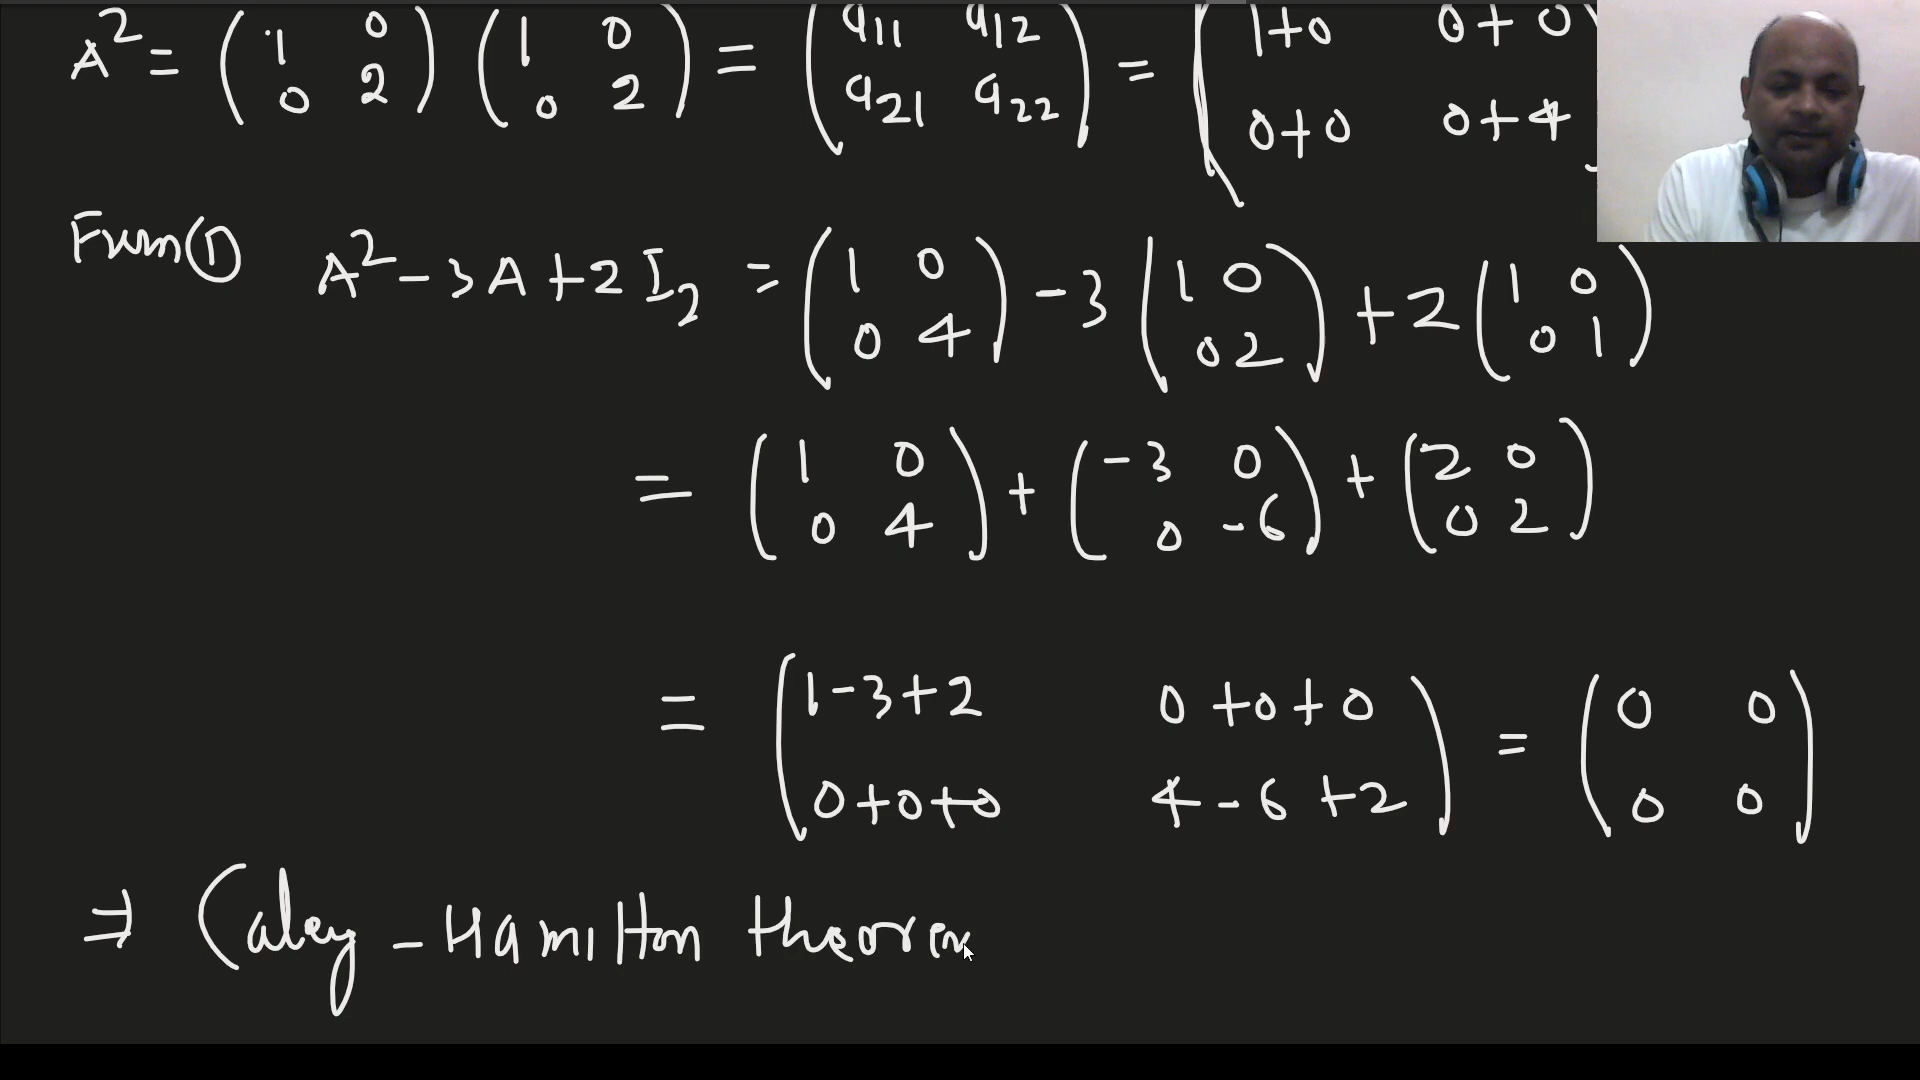 A² = (1 0 0 2) (1 0 0 2) = (a11 a12 a21 a22) = (1+0 0+0 0+0 0+4
From ① A² - 3A + 2I₂ = (1 0 0 4) - 3 (1 0 0 2) + 2 (1 0 0 1)
= (1 0 0 4) + (-3 0 0 -6) + (2 0 0 2)
= (1-3+2 0+0+0 0+0+0 4-6+2) = (0 0 0 0)
⇒ Caley - Hamilton theorem